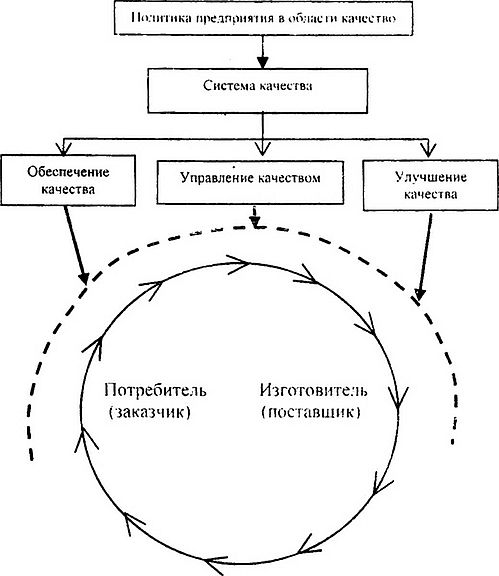 Политика предприятия в области качество
Система качества
Обеспечение
качества
Управление качеством
Улучшение
качества
Потребитель
(заказчик)
Изготовитель
(поставщик)